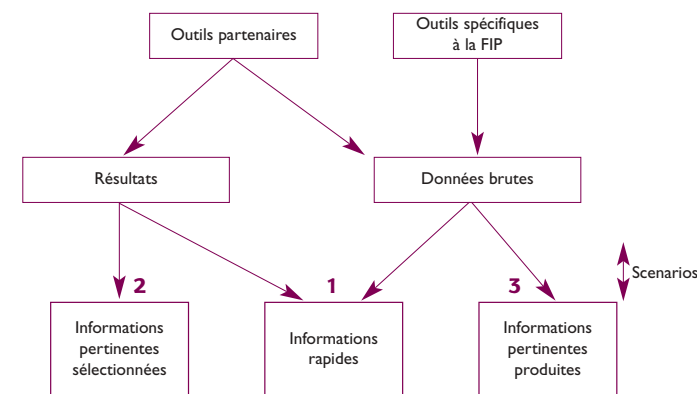 Outils partenaires
Outils spécifiques
à la FIP
Résultats
Données brutes
Scenarios
2
1
3
Informations
pertinentes
sélectionnées
Informations
rapides
Informations
pertinentes
produites